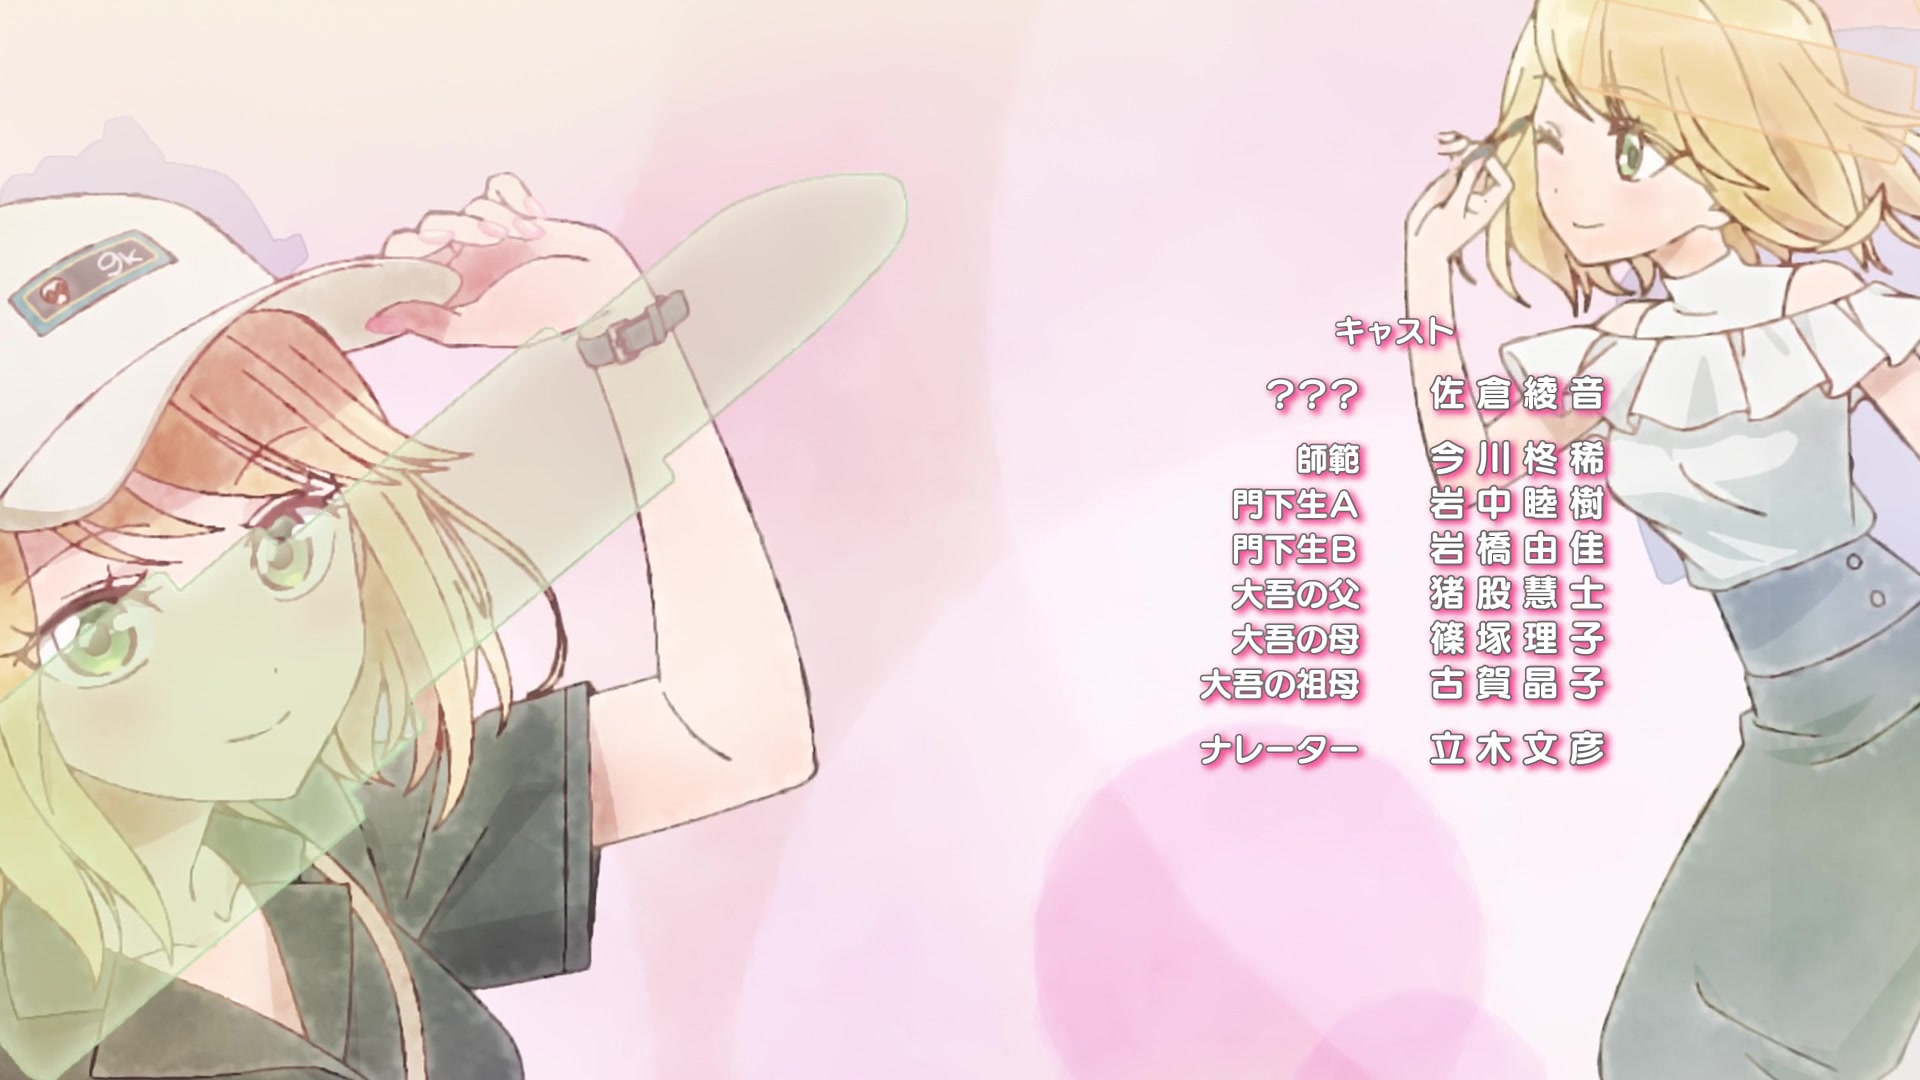 9k
キャスト
？？？ 佐倉綾音
師範 今川柊稀
門下生A 岩中睦樹
門下生B 岩橋由佳
大吾の父 猪股慧士
大吾の母 篠塚理子
大吾の祖母 古賀晶子
ナレーター 立木文彦